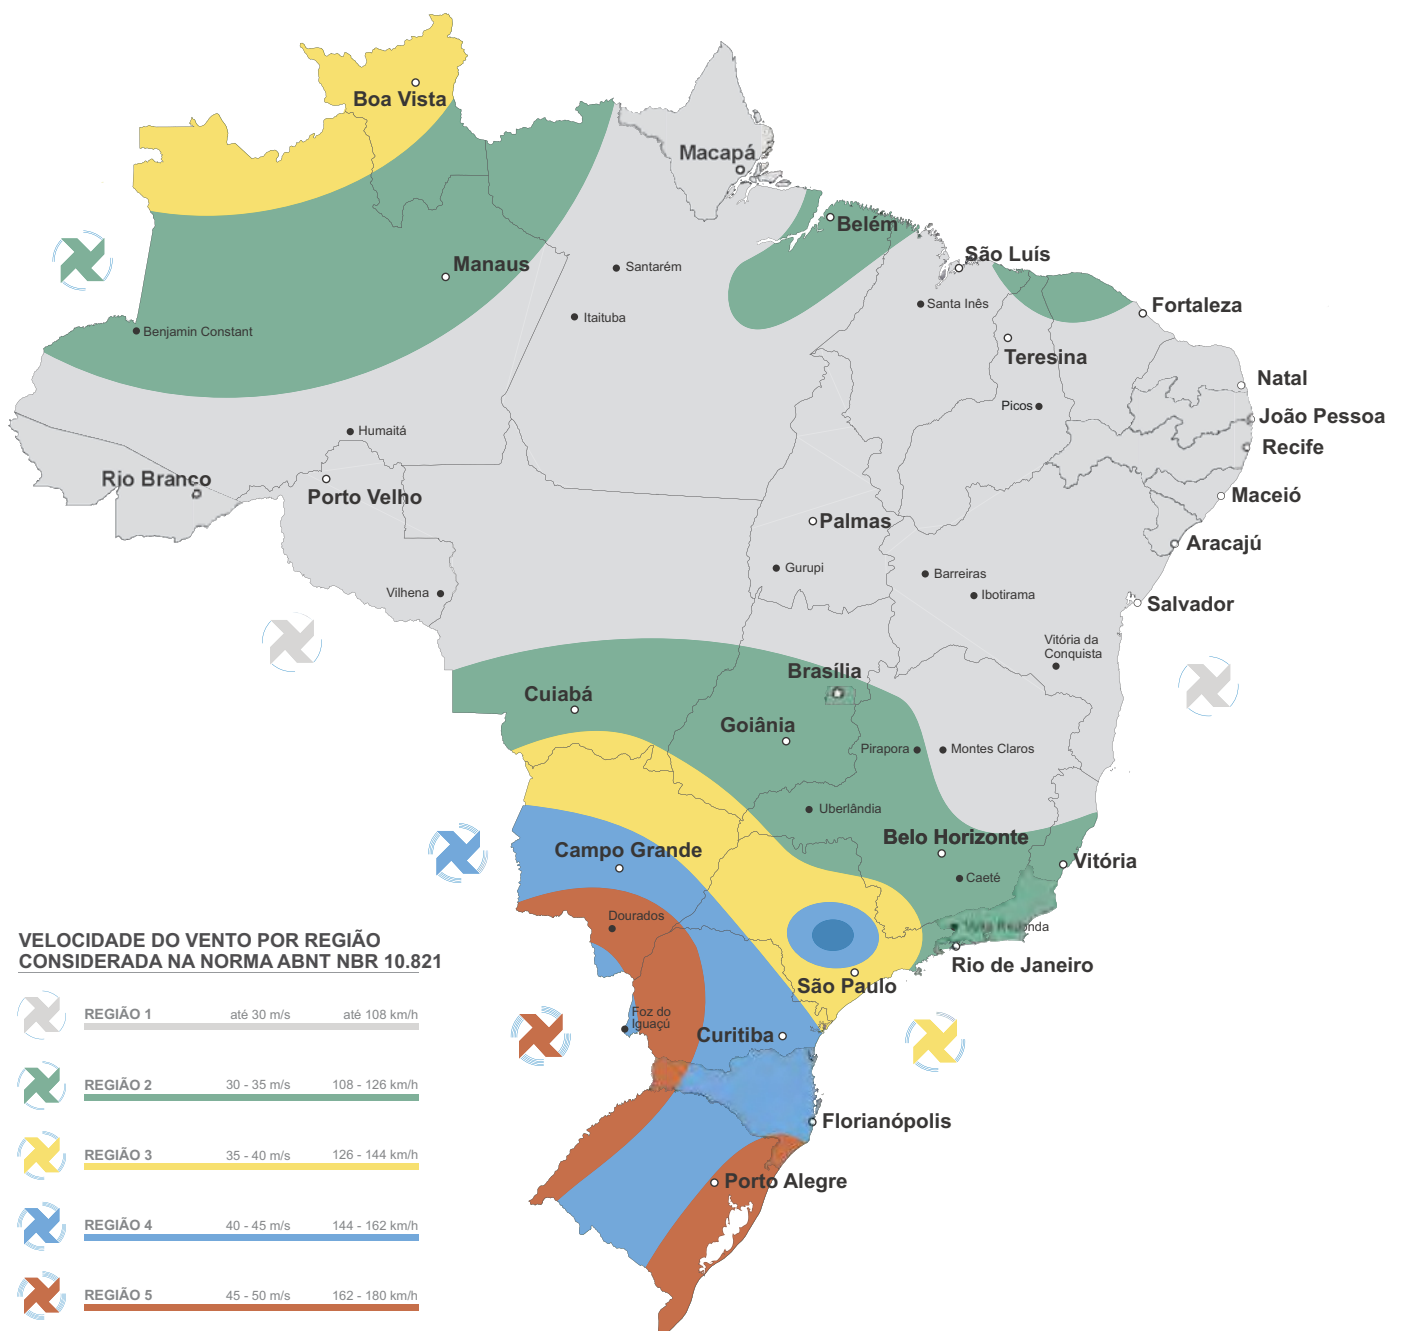 Boa Vista
Macapá
Belém
Manaus
São Luís
Santarém
Santa Inês
Fortaleza
Itaituba
Benjamin Constant
Teresina
Natal
Picos
João Pessoa
Humaitá
Recife
Rio Branco
Porto Velho
Maceió
Palmas
Aracajú
Gurupi
Barreiras
Vilhena
Ibotirama
Salvador
Vitória da
Conquista
Brasília
Cuiabá
Goiânia
Pirapora
Montes Claros
Uberlândia
Belo Horizonte
Campo Grande
Vitória
Caeté
Dourados
Rio de Janeiro
São Paulo
Foz do
Iguaçú
Curitiba
Florianópolis
Porto Alegre
VELOCIDADE DO VENTO POR REGIÃO
CONSIDERADA NA NORMA ABNT NBR 10.821
REGIÃO 1 até 30 m/s até 108 km/h
REGIÃO 2 30 - 35 m/s 108 - 126 km/h
REGIÃO 3 35 - 40 m/s 126 - 144 km/h
REGIÃO 4 40 - 45 m/s 144 - 162 km/h
REGIÃO 5 45 - 50 m/s 162 - 180 km/h